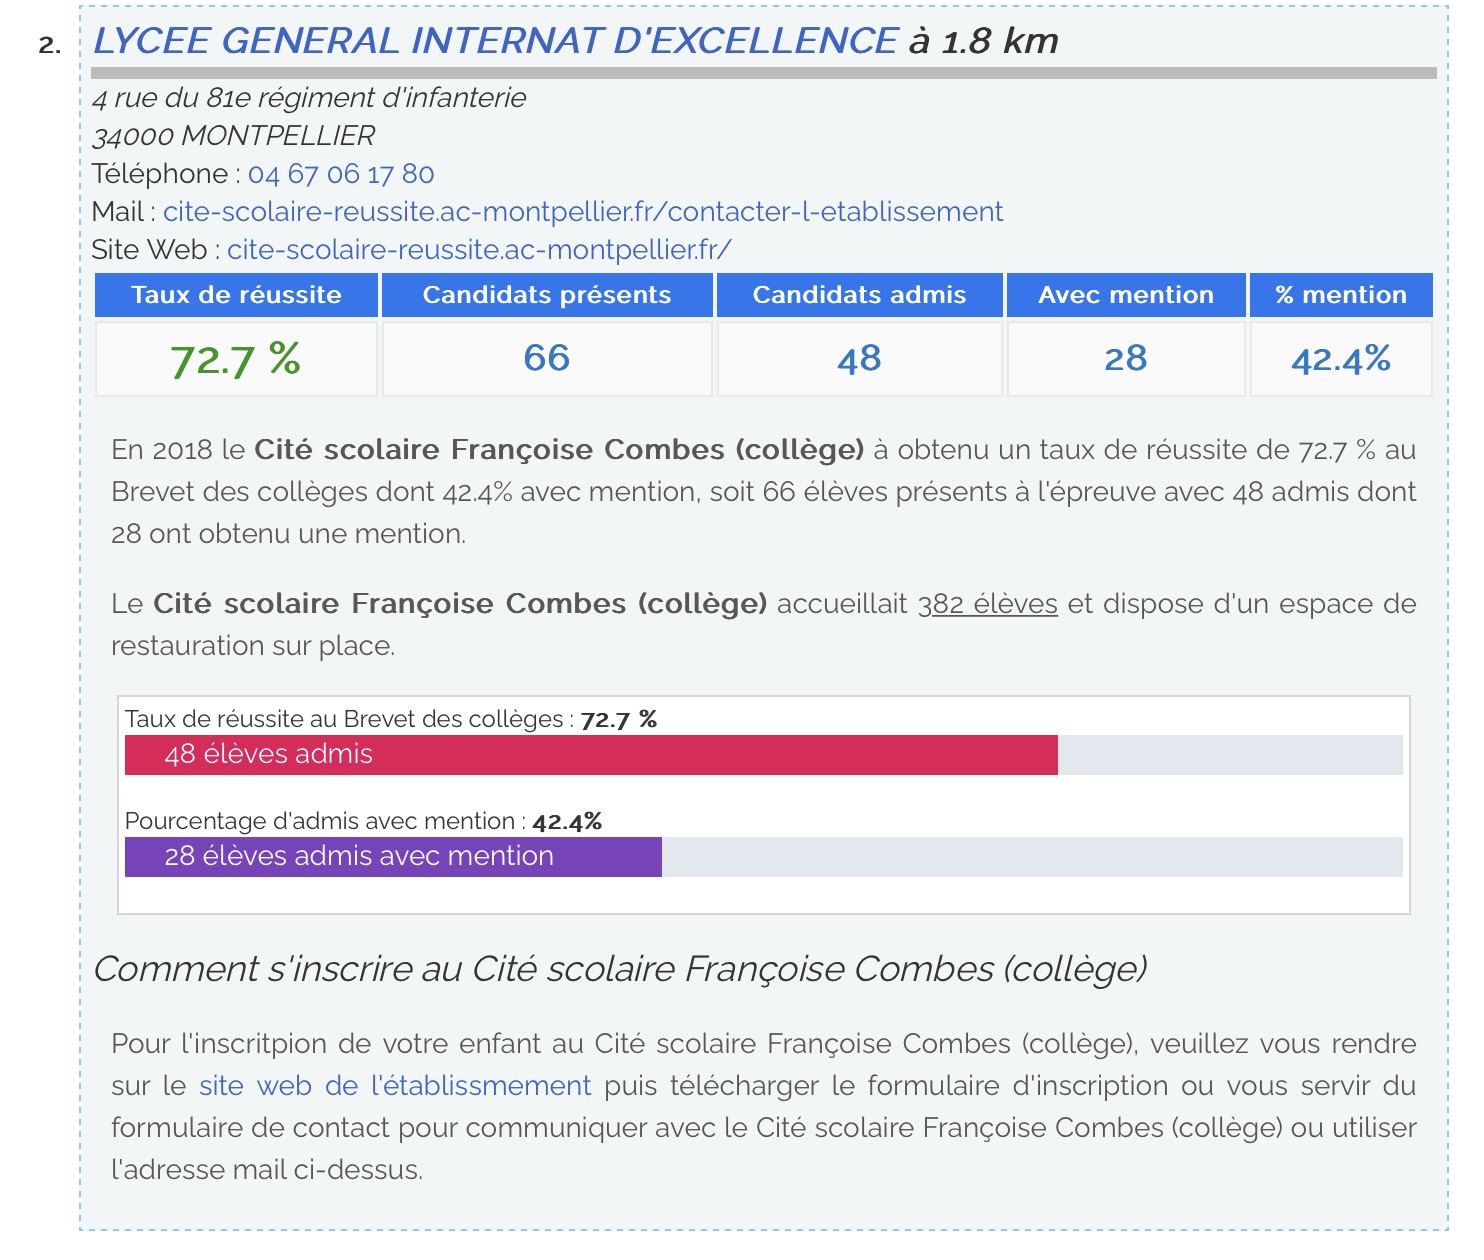 2. LYCEE GENERAL INTERNAT D'EXCELLENCE à 1.8 km
4 rue du 81e régiment d'infanterie
34000 MONTPELLIER
Téléphone : 04 67 06 17 80
Mail : cite-scolaire-reussite.ac-montpellier.fr/contacter-l-etablissement
Site Web : cite-scolaire-reussite.ac-montpellier.fr/
Taux de réussite Candidats présents Candidats admis Avec mention % mention
72.7 % 66 48 28 42.4%
En 2018 le Cité scolaire Françoise Combes (collège) à obtenu un taux de réussite de 72.7 % au
Brevet des collèges dont 42.4% avec mention, soit 66 élèves présents à l'épreuve avec 48 admis dont
28 ont obtenu une mention.
Le Cité scolaire Françoise Combes (collège) accueillait 382 élèves et dispose d'un espace de
restauration sur place.
Taux de réussite au Brevet des collèges : 72.7 %
48 élèves admis
Pourcentage d'admis avec mention : 42.4%
28 élèves admis avec mention
Comment s'inscrire au Cité scolaire Françoise Combes (collège)
Pour l'inscritpion de votre enfant au Cité scolaire Françoise Combes (collège), veuillez vous rendre
sur le site web de l'établissmement puis télécharger le formulaire d'inscription ou vous servir du
formulaire de contact pour communiquer avec le Cité scolaire Françoise Combes (collège) ou utiliser
l'adresse mail ci-dessus.